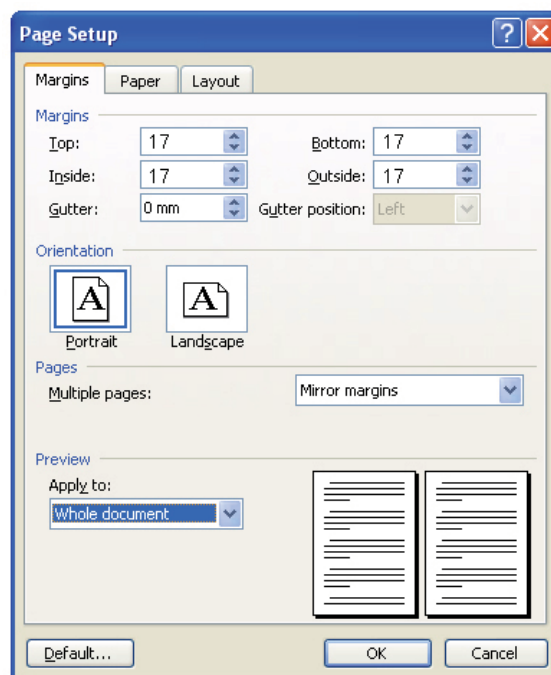 Page Setup
Margins Paper Layout
Margins
Top: 17 Bottom: 17
Inside: 17 Outside: 17
Gutter: 0 mm Gutter position: Left
Orientation
A A
Portrait Landscape
Pages
Multiple pages: Mirror margins
Preview
Apply to:
Whole document
Default... OK Cancel